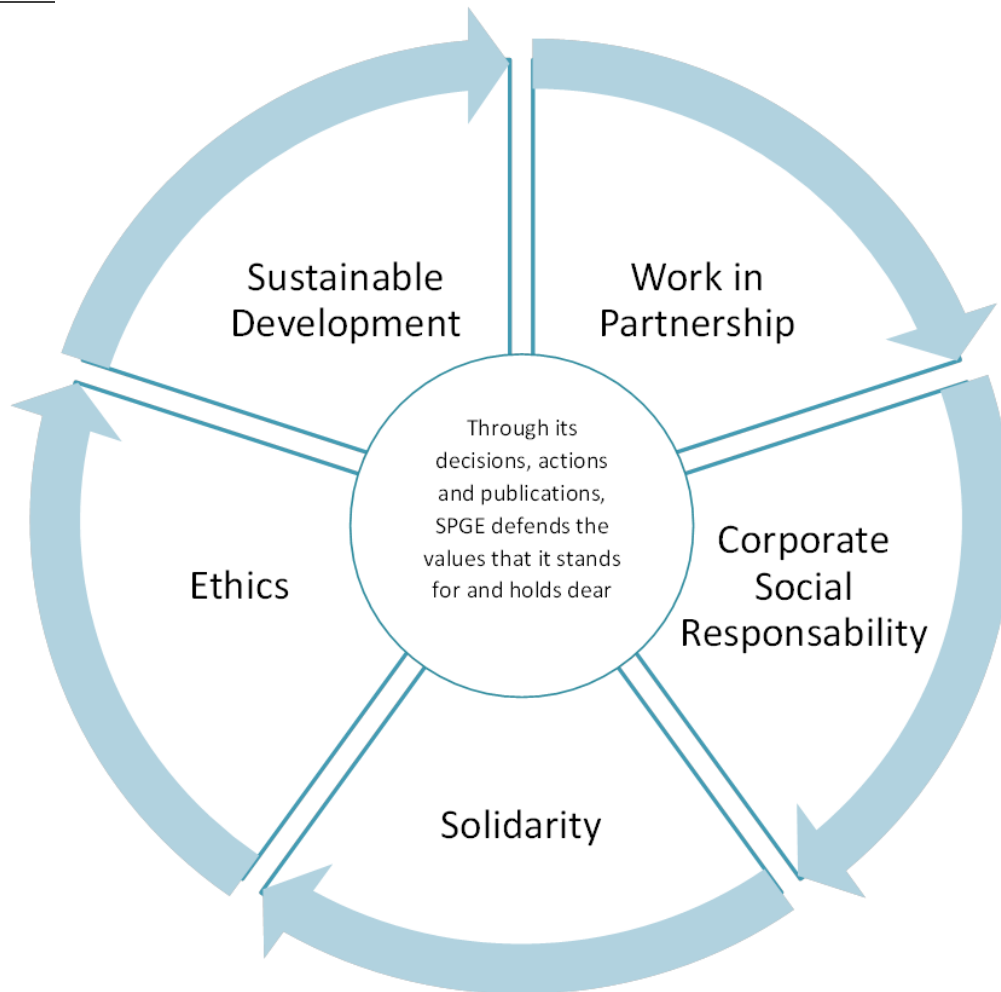 Sustainable
Development
Work in
Partnership
Through its
decisions, actions
and publications,
SPGE defends the
values that it stands
for and holds dear
Corporate
Social
Responsability
Ethics
Solidarity